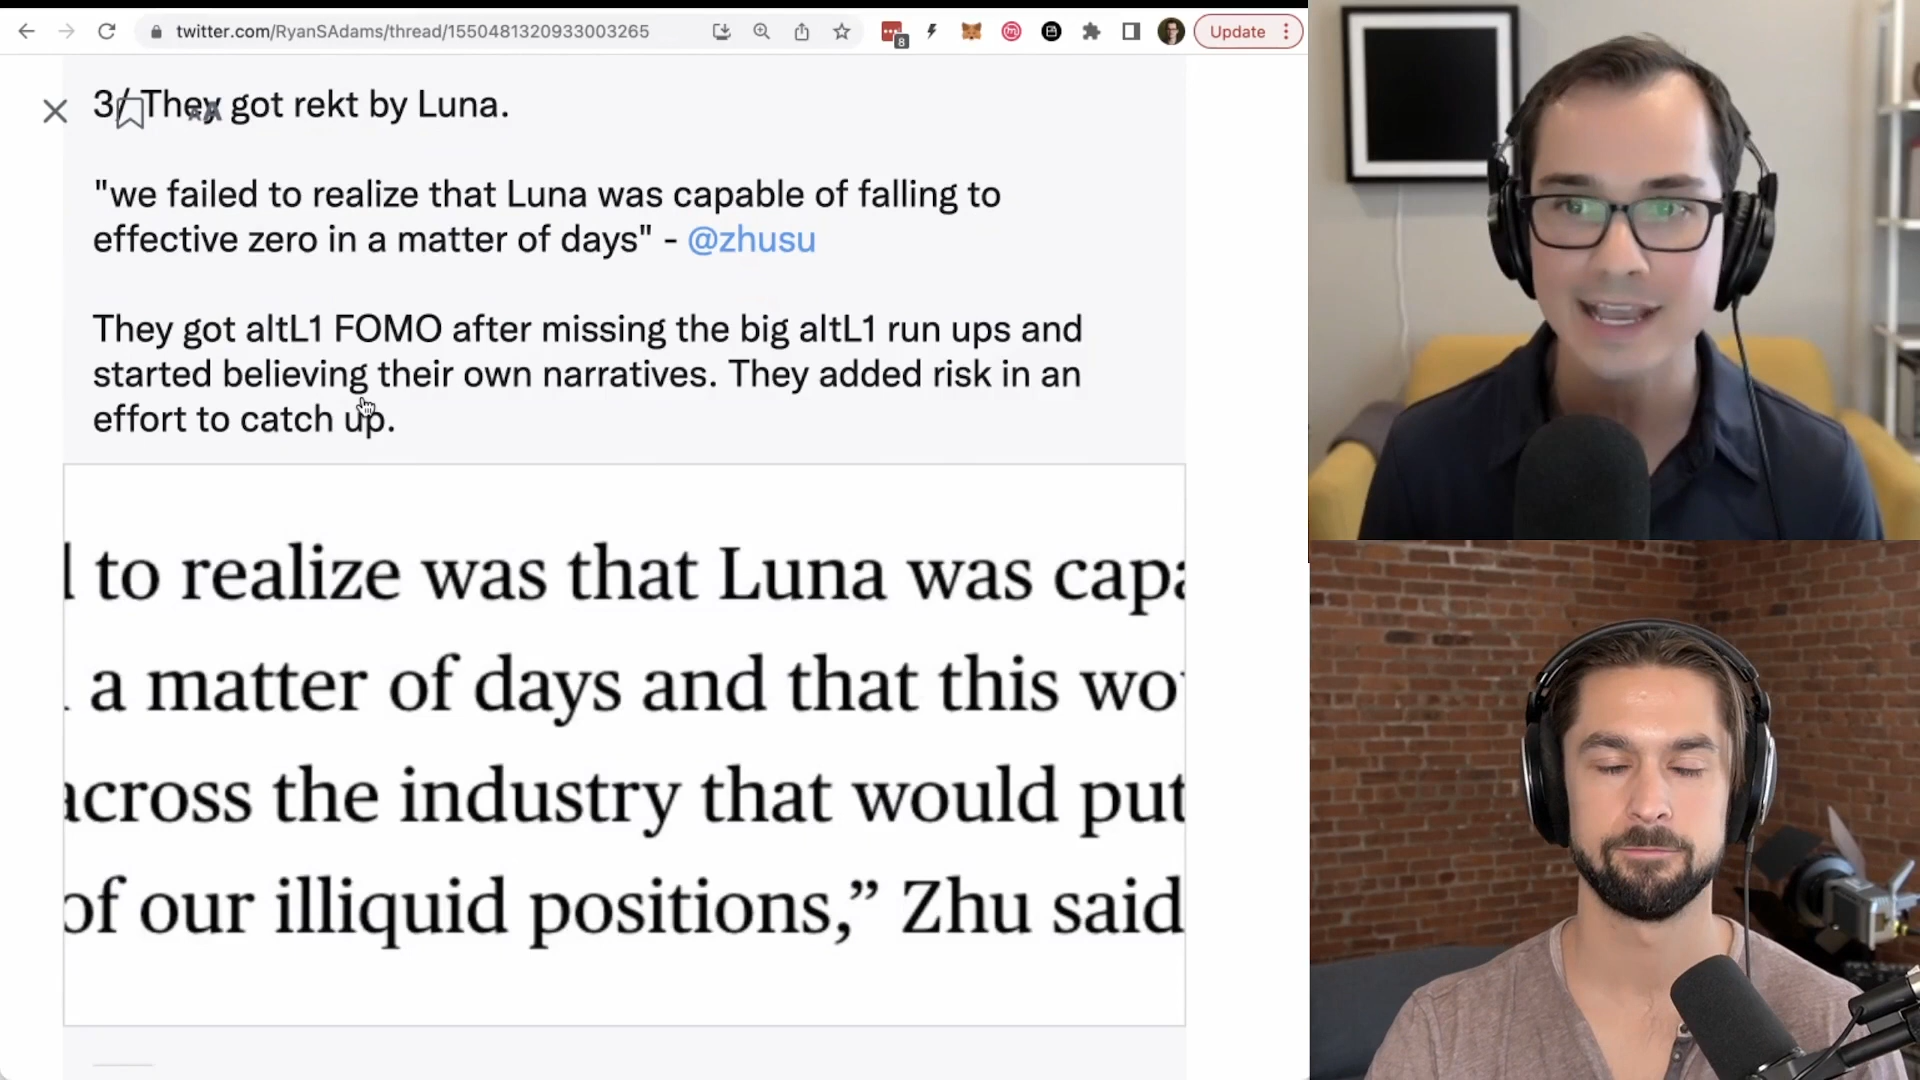 twitter.com/RyanSAdams/thread/1550481320933003265
8
Update
3/ They got rekt by Luna.
"we failed to realize that Luna was capable of falling to
effective zero in a matter of days" - @zhusu
They got altL1 FOMO after missing the big altL1 run ups and
started believing their own narratives. They added risk in an
effort to catch up.
to realize was that Luna was capa
a matter of days and that this wo
across the industry that would put
of our illiquid positions,” Zhu said